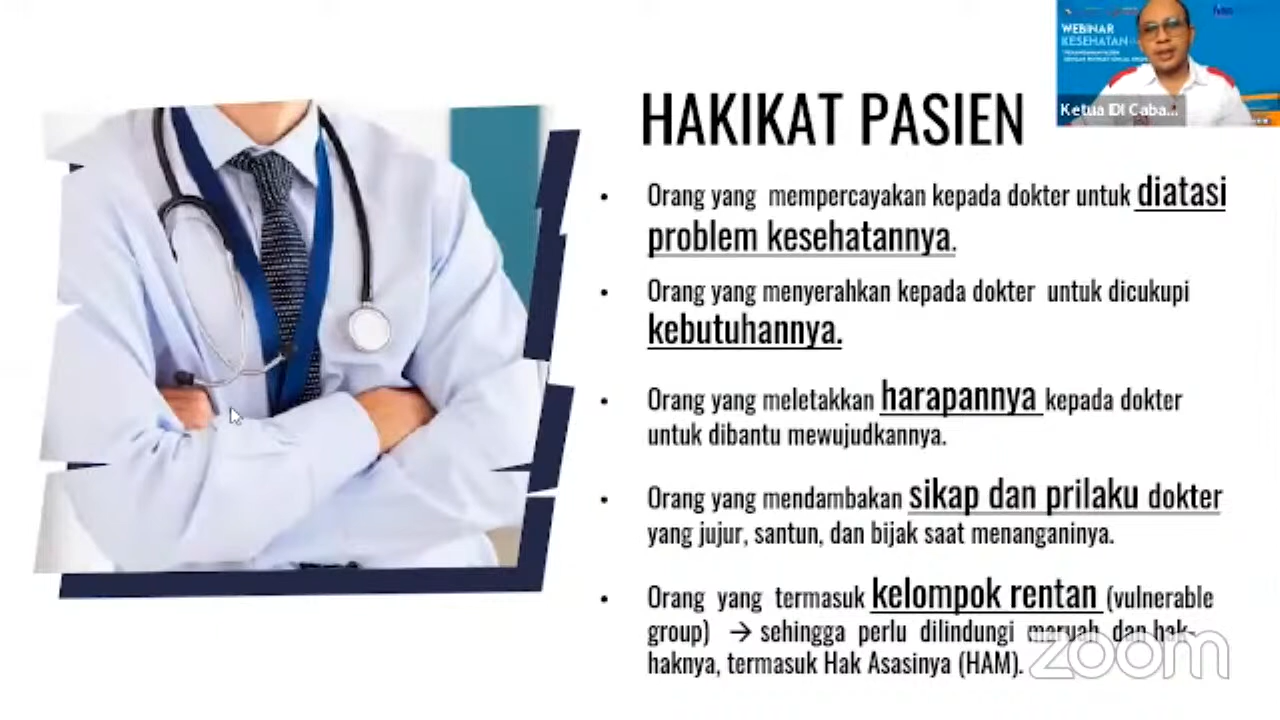 WEBINAR
KESEHATAN
Ketua IDI Caba...
HAKIKAT PASIEN
• Orang yang mempercayakan kepada dokter untuk diatasi
problem kesehatannya.
• Orang yang menyerahkan kepada dokter untuk dicukupi
kebutuhannya.
• Orang yang meletakkan harapannya kepada dokter
untuk dibantu mewujudkannya.
• Orang yang mendambakan sikap dan prilaku dokter
yang jujur, santun, dan bijak saat menanganinya.
• Orang yang termasuk kelompok rentan (vulnerable
group) → sehingga perlu dilindungi maruah dan hak-
haknya, termasuk Hak Asasinya (HAM).
zoom